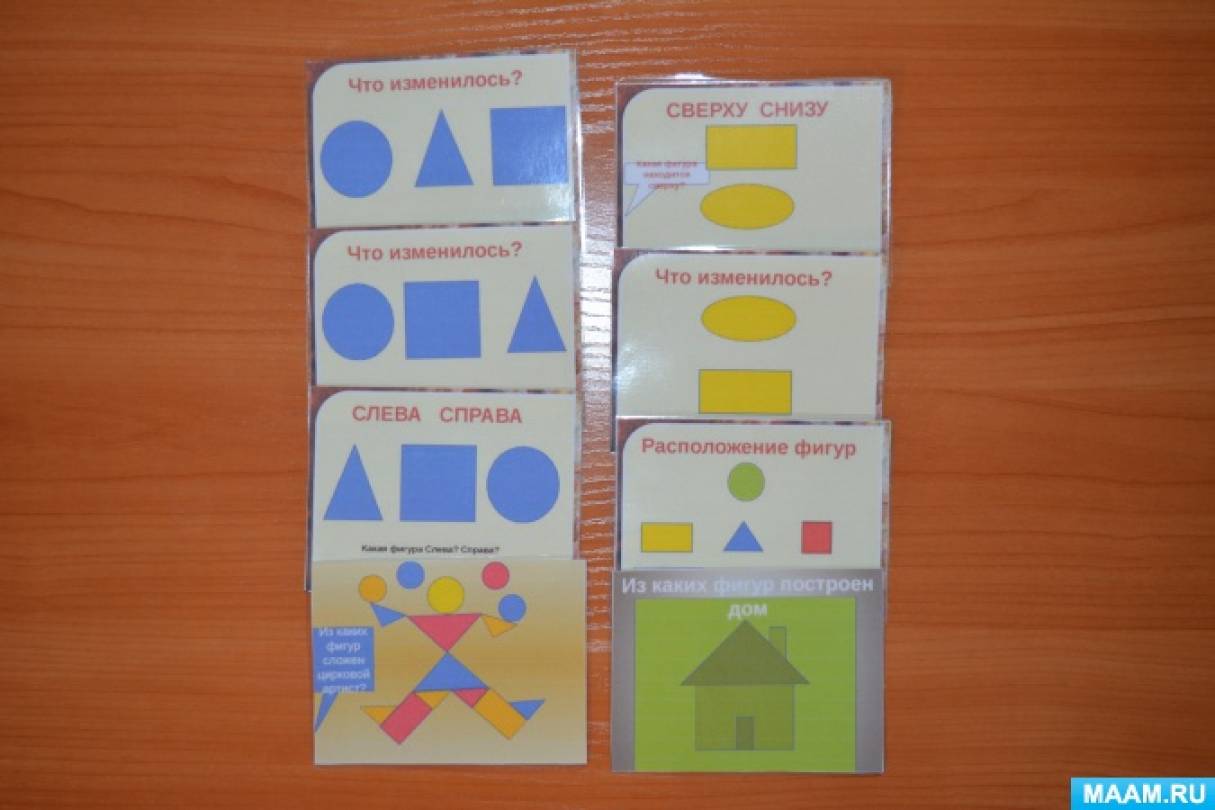 Что изменилось?
Что изменилось?
СЛЕВА СПРАВА
Какая фигура Слева? Справа?
Из каких
фигур
сложен
цирковой
артист?
СВЕРХУ СНИЗУ
Какая фигура
находится
сверху?
Что изменилось?
Расположение фигур
Из каких фигур построен
дом
MAAM.RU